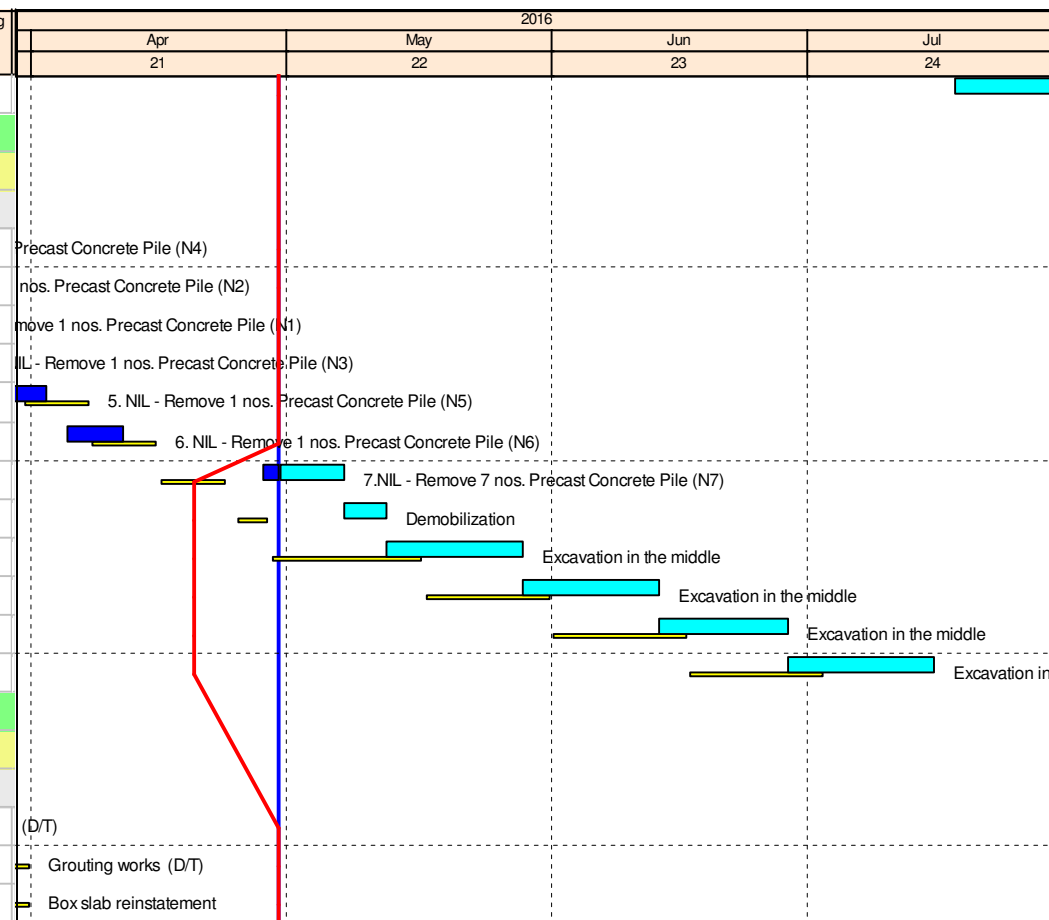 g
2016
Apr May Jun Jul
21 22 23 24
Precast Concrete Pile (N4)
nos. Precast Concrete Pile (N2)
move 1 nos. Precast Concrete Pile (N1)
IL - Remove 1 nos. Precast Concrete Pile (N3)
5. NIL - Remove 1 nos. Precast Concrete Pile (N5)
6. NIL - Remove 1 nos. Precast Concrete Pile (N6)
7.NIL - Remove 7 nos. Precast Concrete Pile (N7)
Demobilization
Excavation in the middle
Excavation in the middle
Excavation in the middle
Excavation in
(D/T)
Grouting works (D/T)
Box slab reinstatement